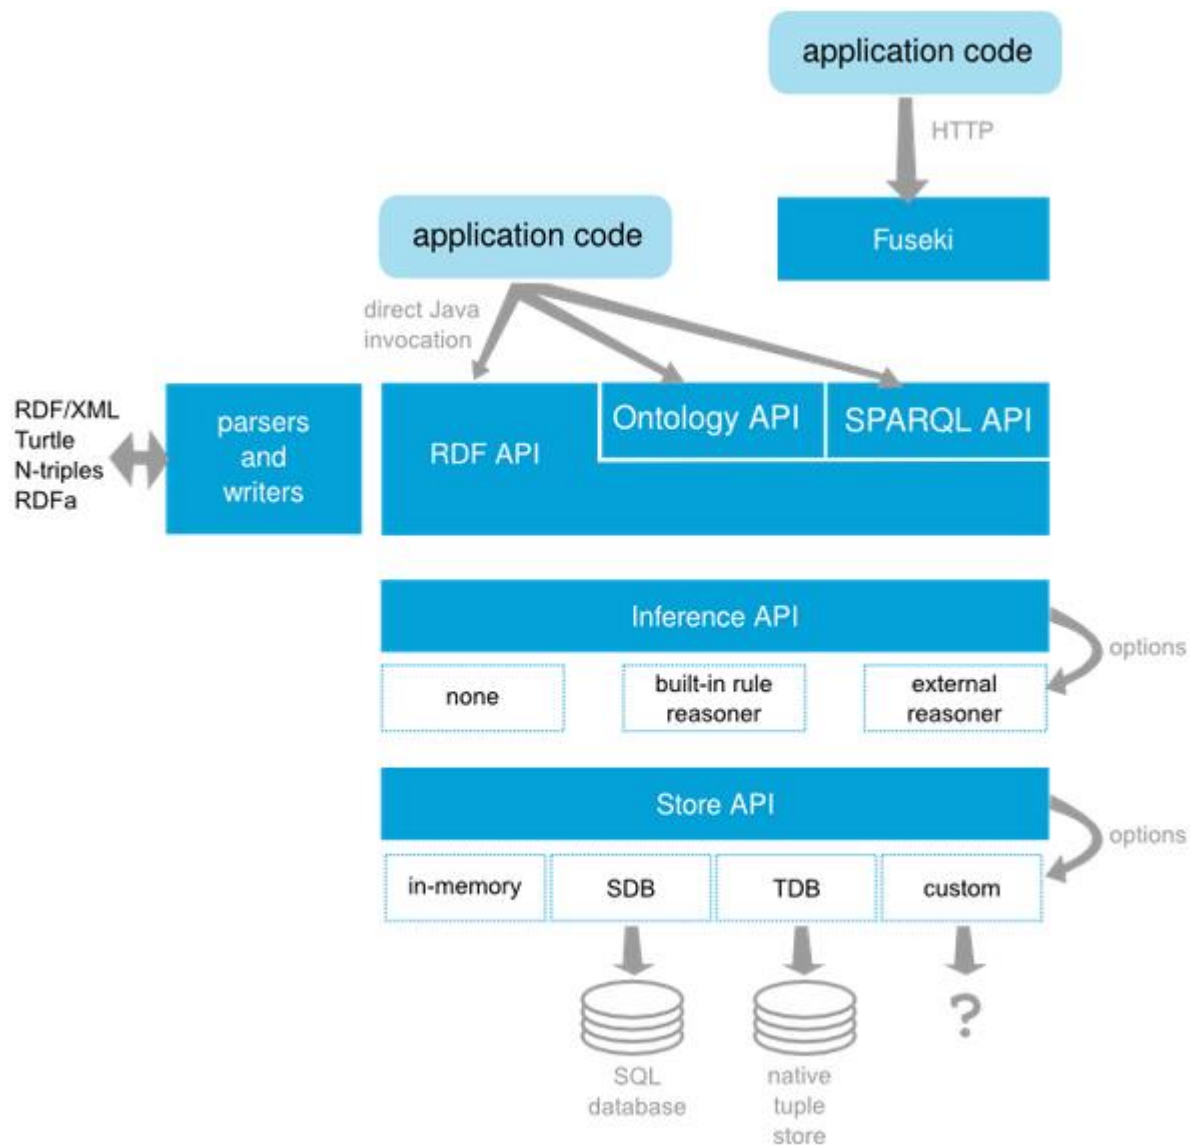 application code
HTTP
Fuseki
application code
direct Java
invocation
RDF/XML
Turtle
N-triples
RDFa
parsers
and
writers
RDF API
Ontology API
SPARQL API
Inference API
options
none
built-in rule
reasoner
external
reasoner
Store API
options
in-memory
SDB
TDB
custom
?
SQL
database
native
tuple
store